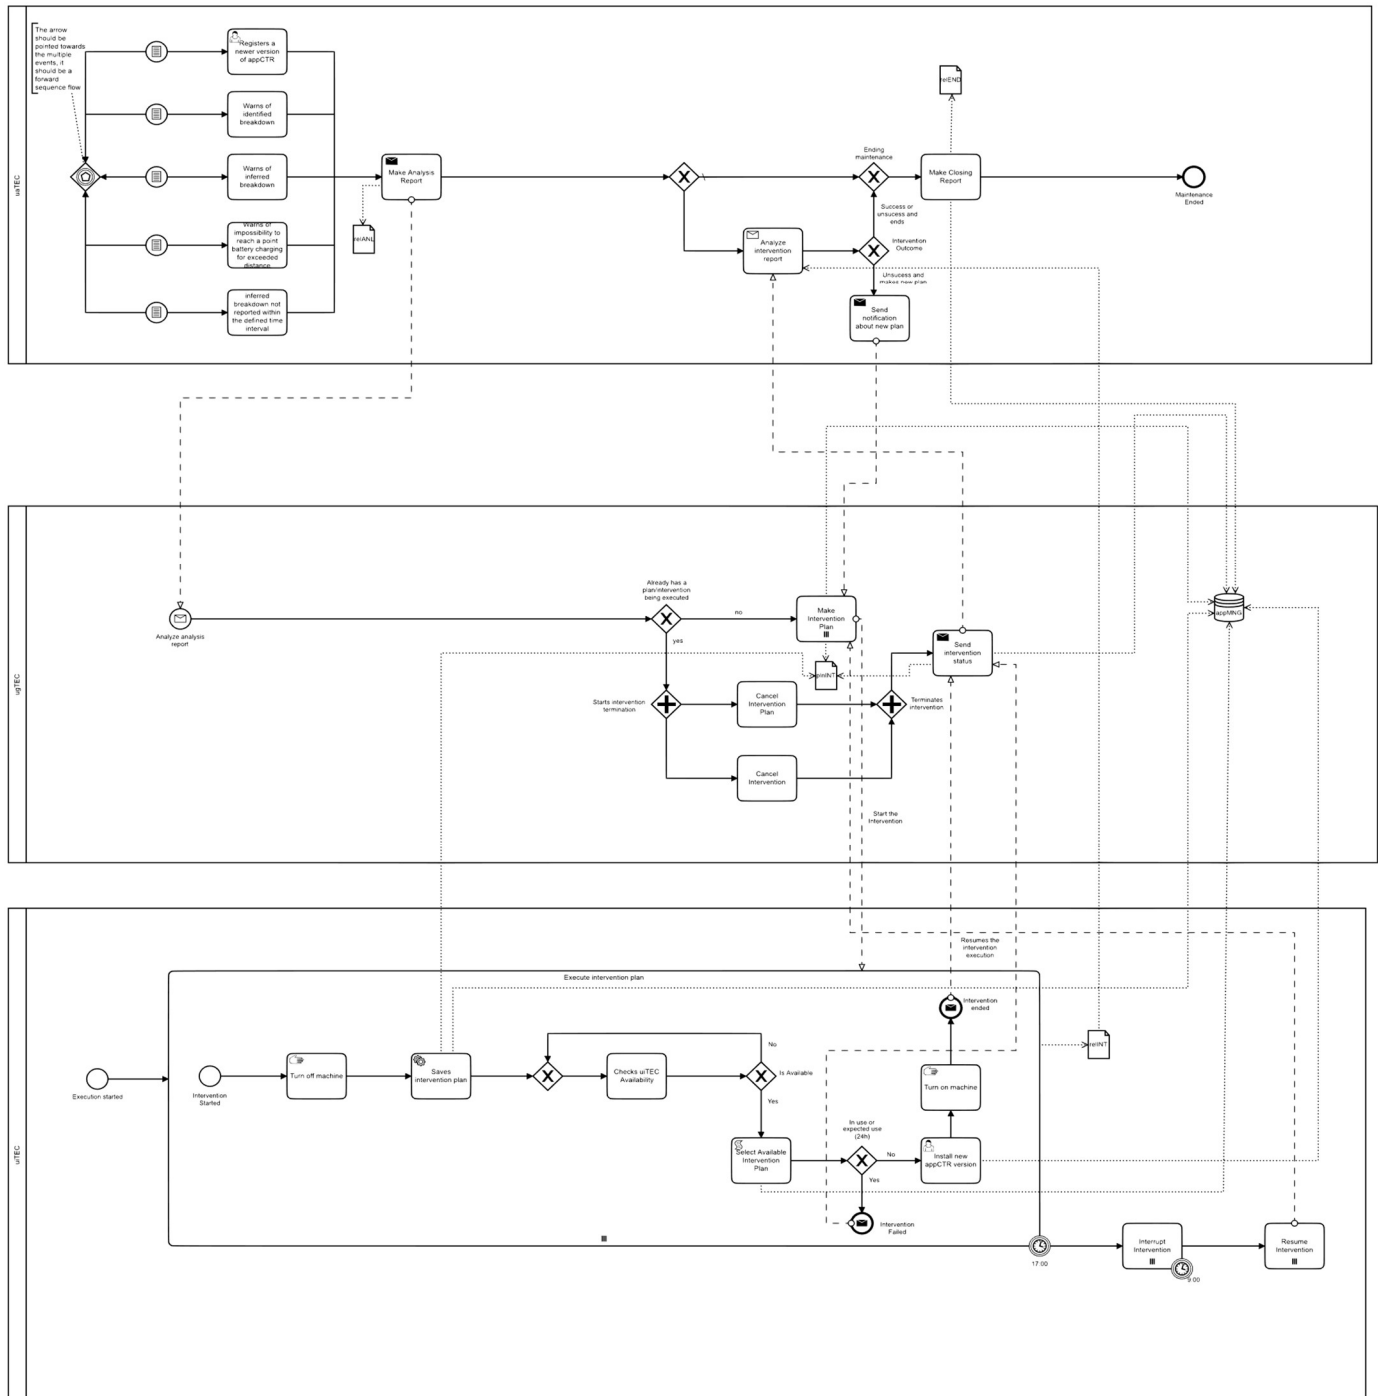 The arrow
should be
pointed towards
the multiple
events, it
should be a
forward
sequence flow
Registers a
newer version
of appCTR
Warns of
identified
breakdown
Warns of
inferred
breakdown
Warns of
impossibility to
reach a point
battery charging
for exceeded
distance
inferred
breakdown not
reported within
the defined time
interval
Make Analysis
Report
relANL
uaTEC
Ending
maintenance
relEND
Make Closing
Report
Maintenance
Ended
Success or
unsucess and
ends
Analyze
intervention
report
Intervention
Outcome
Unsucess and
makes new plan
Send
notification
about new plan
ugTEC
Analyze analysis
report
Already has a
plan/intervention
being executed
no
yes
Make
Intervention
Plan
plnINT
Send
intervention
status
appMNG
Starts intervention
termination
Cancel
Intervention
Plan
Terminates
intervention
Cancel
Intervention
Start the
Intervention
uiTEC
Resumes the
intervention
execution
Execute intervention plan
Intervention
ended
relINT
Execution started
Intervention
Started
Turn off machine
Saves
intervention plan
Checks uiTEC
Availability
No
Is Available
Yes
Turn on machine
In use or
expected use
(24h)
Select Available
Intervention
Plan
No
Yes
Install new
appCTR version
Intervention
Failed
17:00
Interrupt
Intervention
9:00
Resume
Intervention